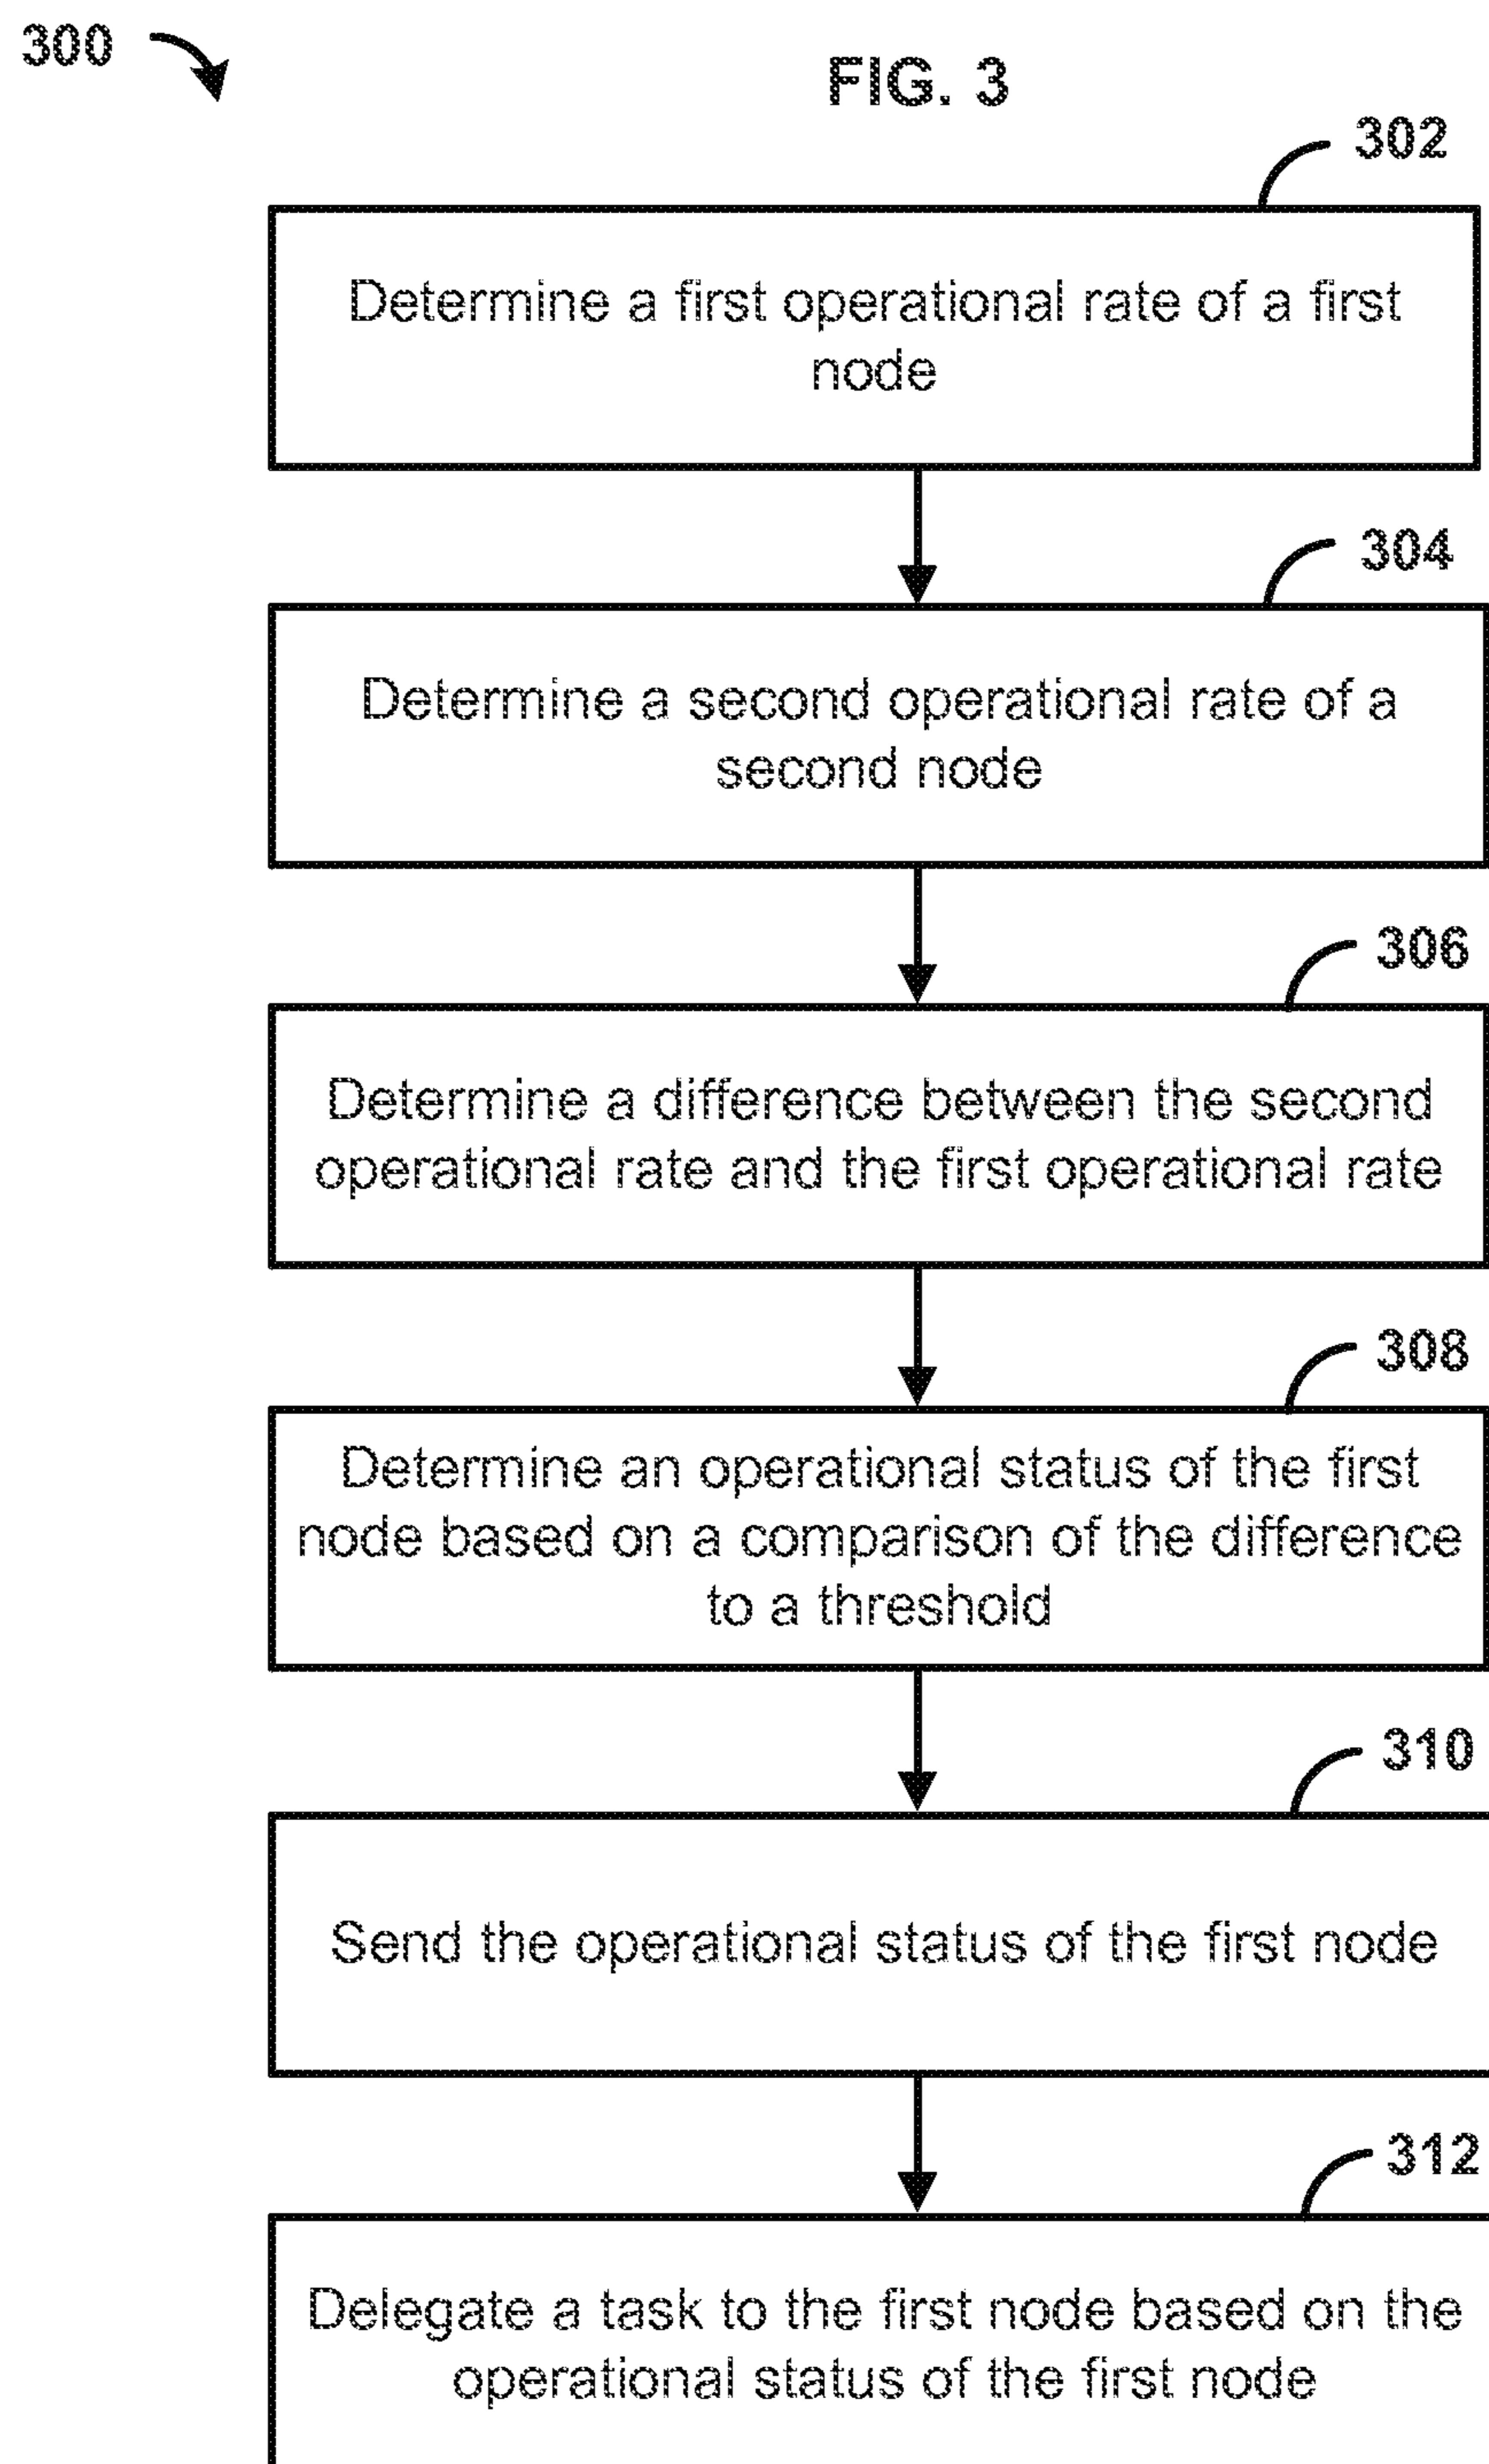 300
FIG. 3
302
Determine a first operational rate of a first
node
304
Determine a second operational rate of a
second node
306
Determine a difference between the second
operational rate and the first operational rate
308
Determine an operational status of the first
node based on a comparison of the difference
to a threshold
310
Send the operational status of the first node
312
Delegate a task to the first node based on the
operational status of the first node